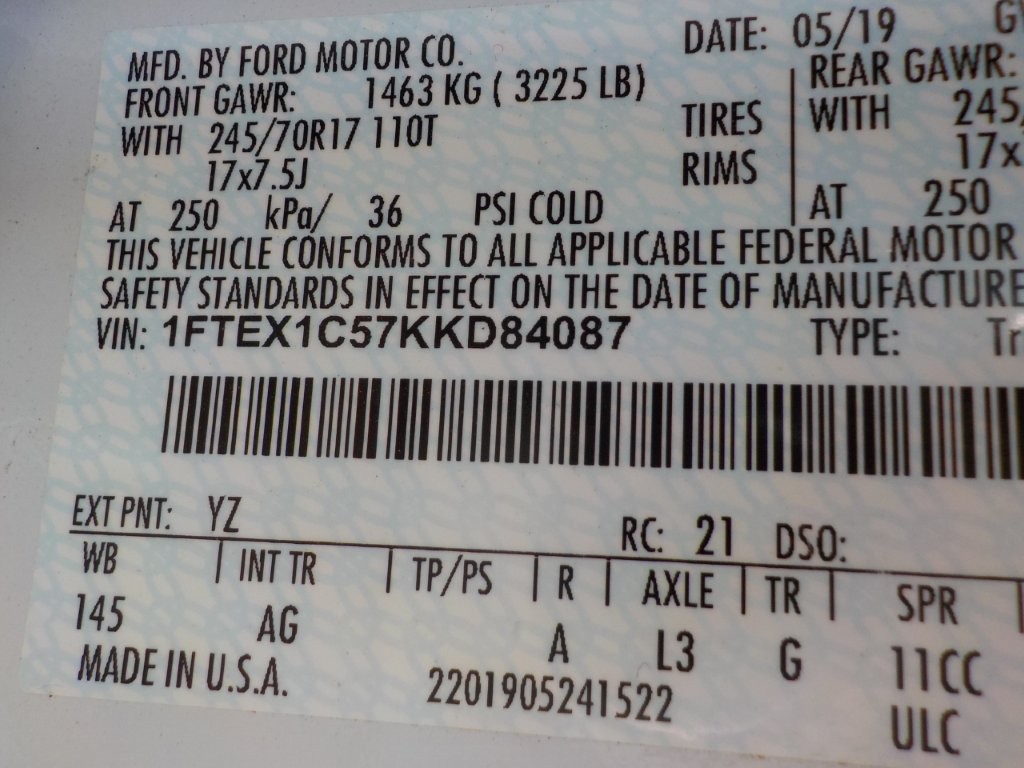 MFD. BY FORD MOTOR CO. DATE: 05/19
FRONT GAWR: 1463 KG ( 3225 LB) REAR GAWR:
WITH 245/70R17 110T TIRES WITH 245/
17x7.5J RIMS 17x
AT 250 kPa/ 36 PSI COLD AT 250
THIS VEHICLE CONFORMS TO ALL APPLICABLE FEDERAL MOTOR
SAFETY STANDARDS IN EFFECT ON THE DATE OF MANUFACTURE
VIN: 1FTEX1C57KKD84087 TYPE:
EXT PNT: YZ RC: 21 DSO:
WB INT TR TP/PS R AXLE TR SPR
145 AG A L3 G 11CC
MADE IN U.S.A. 2201905241522 ULC